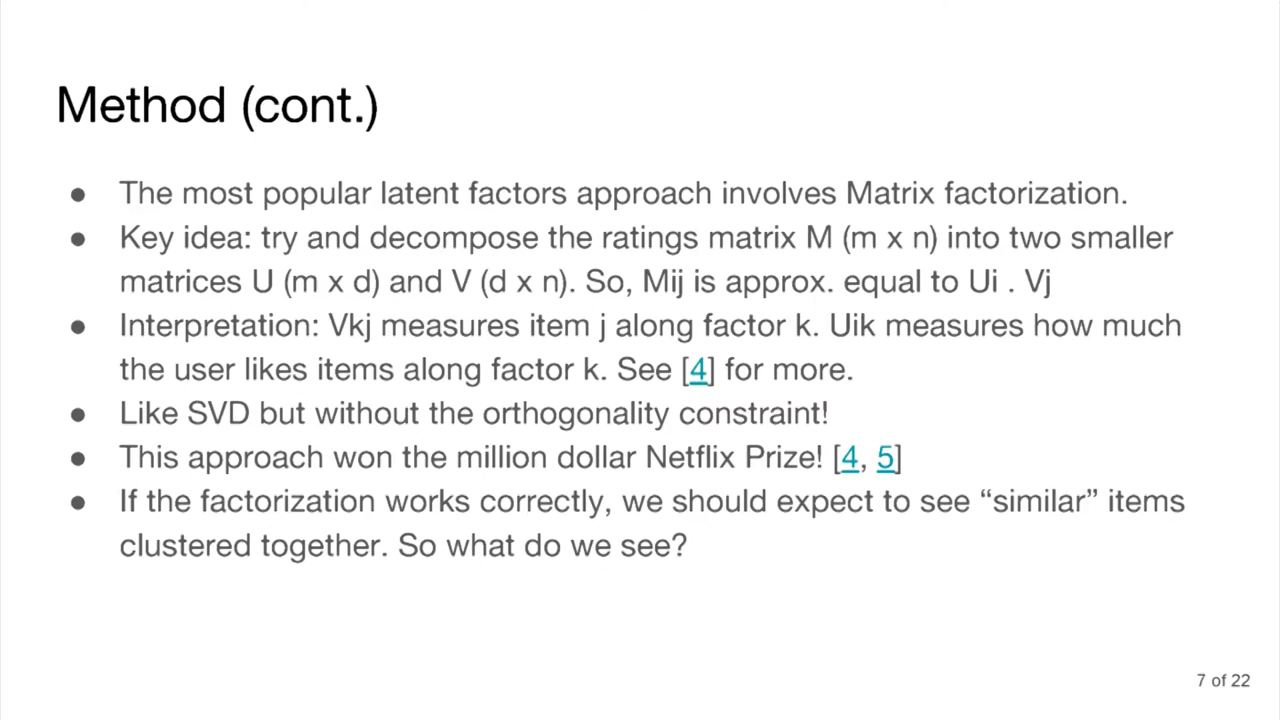 Method (cont.)
● The most popular latent factors approach involves Matrix factorization.
● Key idea: try and decompose the ratings matrix M (m x n) into two smaller
matrices U (m x d) and V (d x n). So, Mij is approx. equal to Ui . Vj
● Interpretation: Vkj measures item j along factor k. Uik measures how much
the user likes items along factor k. See [4] for more.
● Like SVD but without the orthogonality constraint!
● This approach won the million dollar Netflix Prize! [4, 5]
● If the factorization works correctly, we should expect to see “similar” items
clustered together. So what do we see?
7 of 22